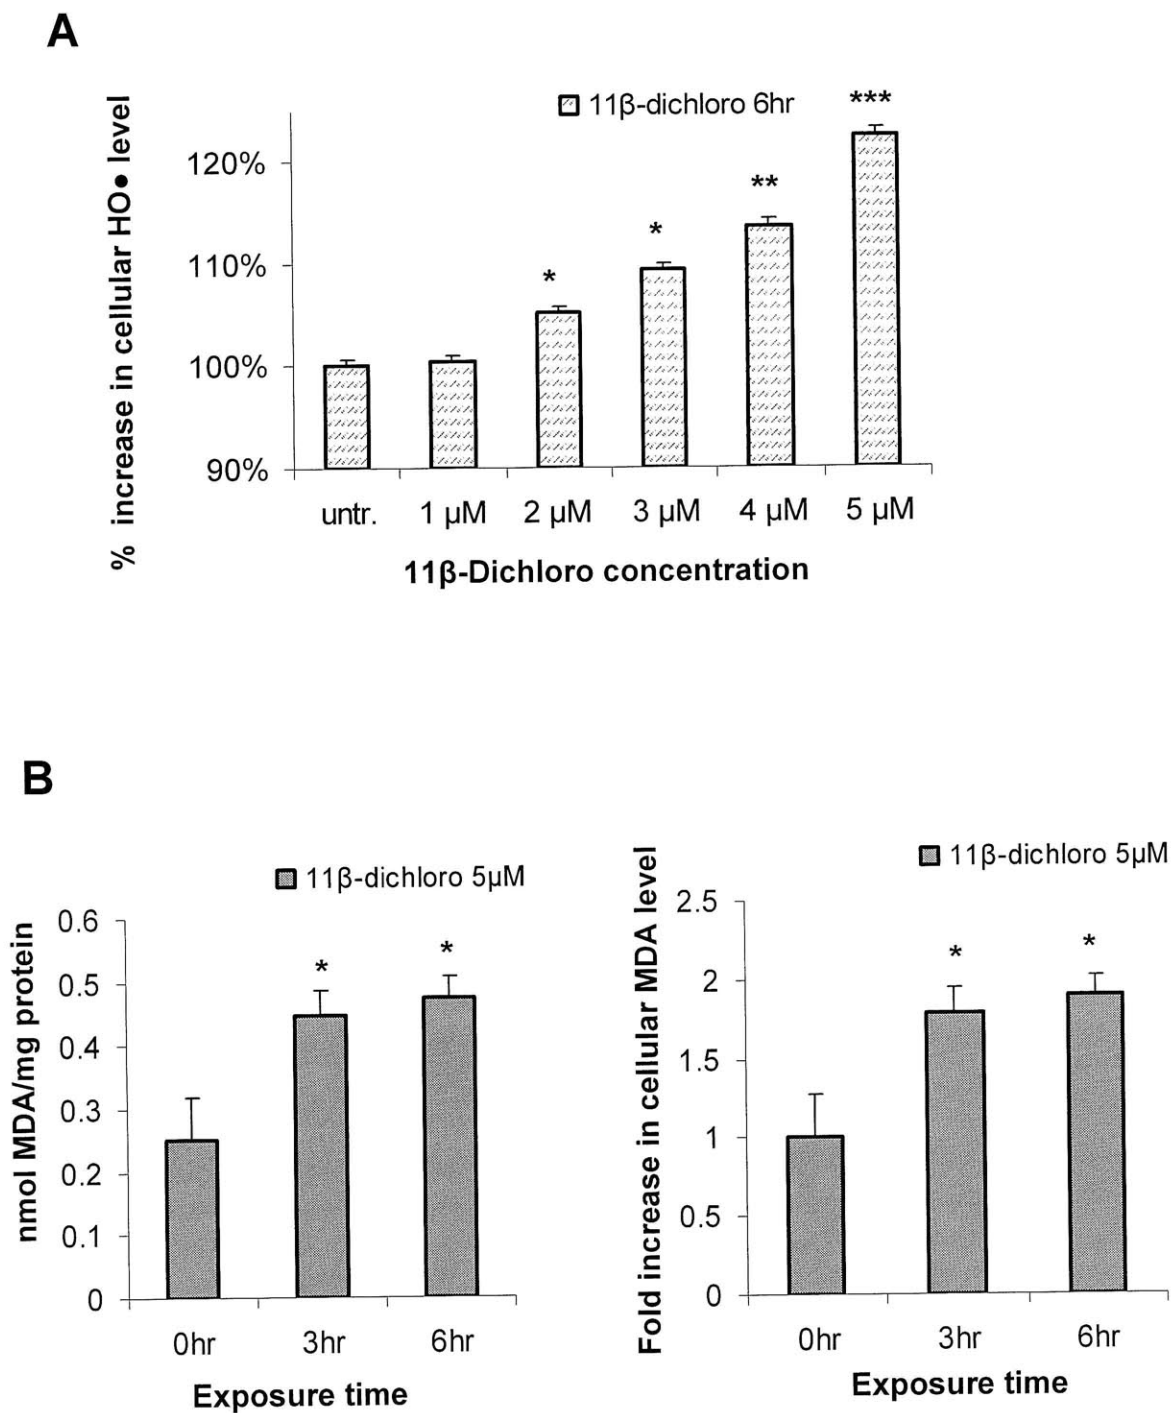 A
11β-dichloro 6hr
% increase in cellular HO● level
120%
110%
100%
90%
*
*
**
***
untr.
1 µM
2 µM
3 µM
4 µM
5 µM
11β-Dichloro concentration
B
11β-dichloro 5µM
nmol MDA/mg protein
0.6
0.5
0.4
0.3
0.2
0.1
0
*
*
0hr
3hr
6hr
Exposure time
11β-dichloro 5µM
Fold increase in cellular MDA level
2.5
2
1.5
1
0.5
0
*
*
0hr
3hr
6hr
Exposure time